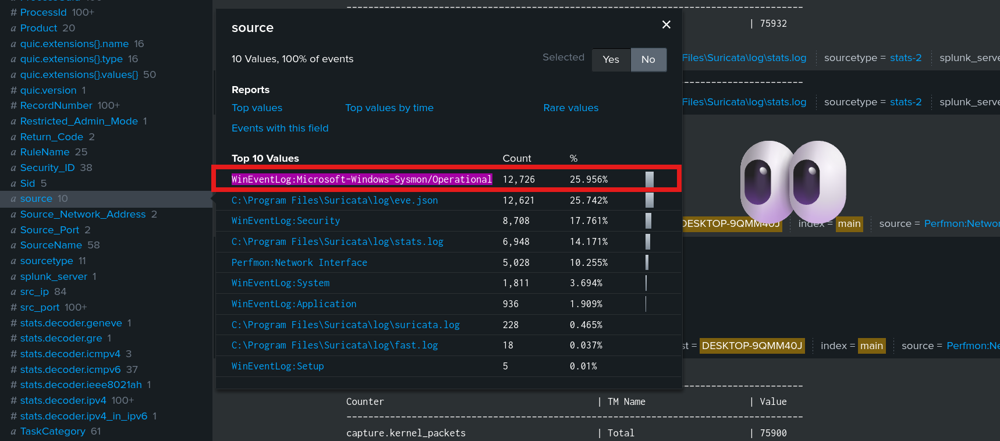 # ProcessId 100+
a Product 20
a quic.extensions{}.name 16
a quic.extensions{}.type 16
a quic.extensions{}.values{} 50
# quic.version 1
# RecordNumber 100+
a Restricted_Admin_Mode 1
a Return_Code 2
a RuleName 25
a Security_ID 38
a Sid 5
a source 10
a Source_Network_Address 2
a Source_Port 2
a SourceName 58
a sourcetype 11
a splunk_server 1
a src_ip 84
# src_port 100+
# stats.decoder.geneve 1
# stats.decoder.gre 1
# stats.decoder.icmpv4 3
# stats.decoder.icmpv6 37
# stats.decoder.ieee8021ah 1
# stats.decoder.ipv4 100+
# stats.decoder.ipv4_in_ipv6 1
a TaskCategory 61
source
10 Values, 100% of events
Selected Yes No
Reports
Top values Top values by time Rare values
Events with this field
Top 10 Values Count %
WinEventLog:Microsoft-Windows-Sysmon/Operational 12,726 25.956%
C:\Program Files\Suricata\log\eve.json 12,621 25.742%
WinEventLog:Security 8,708 17.761%
C:\Program Files\Suricata\log\stats.log 6,948 14.171%
Perfmon:Network Interface 5,028 10.255%
WinEventLog:System 1,811 3.694%
WinEventLog:Application 936 1.909%
C:\Program Files\Suricata\log\suricata.log 228 0.465%
C:\Program Files\Suricata\log\fast.log 18 0.037%
WinEventLog:Setup 5 0.01%
| 75932
Files\Suricata\log\stats.log sourcetype = stats-2 splunk_serve
Files\Suricata\log\stats.log sourcetype = stats-2 splunk_serve
DESKTOP-9QMM40J index = main source = Perfmon:Networ
st = DESKTOP-9QMM40J index = main source = Perfmon:Ne
Counter | TM Name | Value
capture.kernel_packets | Total | 75900